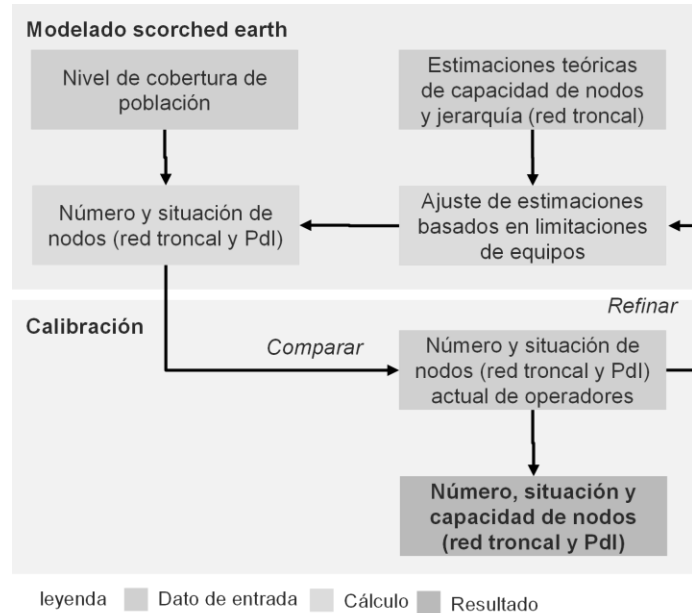 Modelado scorched earth
Nivel de cobertura de
población
Estimaciones teóricas
de capacidad de nodos
y jerarquía (red troncal)
Número y situación de
nodos (red troncal y PdI)
Ajuste de estimaciones
basados en limitaciones
de equipos
Refinar
Calibración
Comparar
Número y situación de
nodos (red troncal y PdI)
actual de operadores
Número, situación y
capacidad de nodos
(red troncal y PdI)
leyenda Dato de entrada Cálculo Resultado